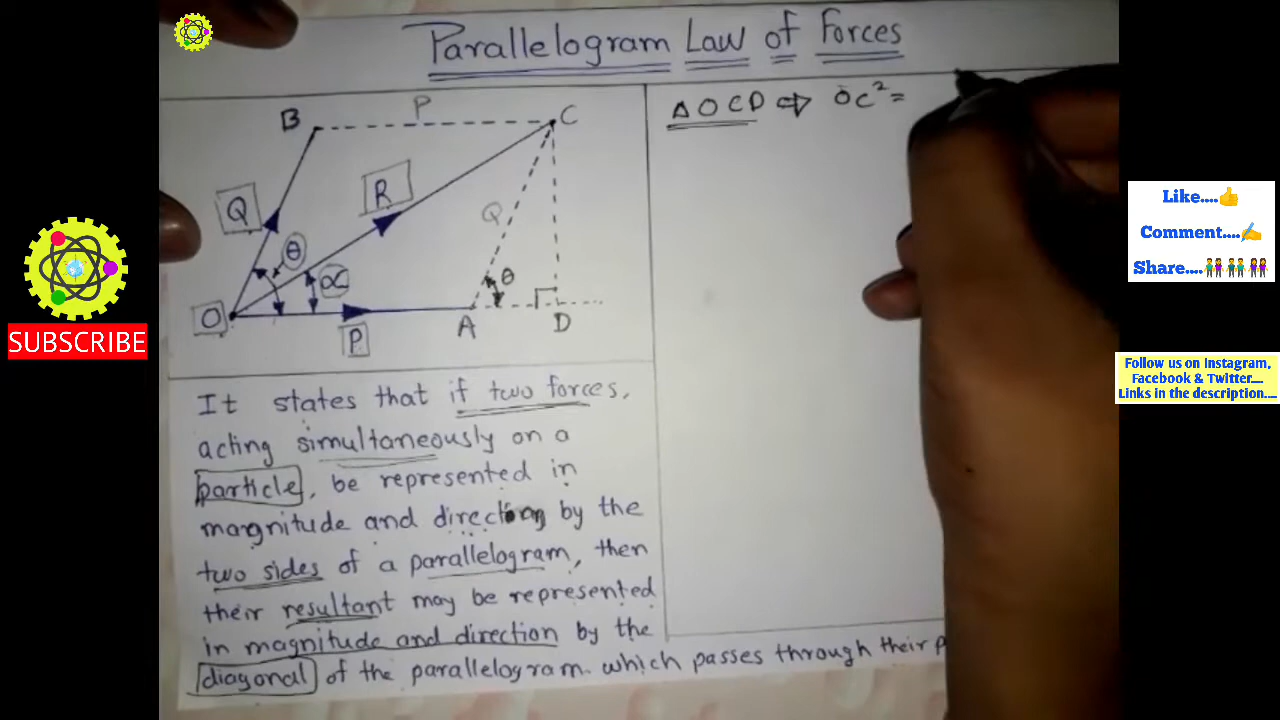 Parallelogram Law of Forces
B
P
C
Q
R
Q
θ
α
θ
O
P
A
D
△OCD ⇒ OC² =
It states that if two forces,
acting simultaneously on a
particle, be represented in
magnitude and direction by the
two sides of a parallelogram, then
their resultant may be represented
in magnitude and direction by the
diagonal of the parallelogram. which passes through their p
SUBSCRIBE
Like....👍
Comment....✍
Share....
Follow us on Instagram,
Facebook & Twitter....
Links in the description....